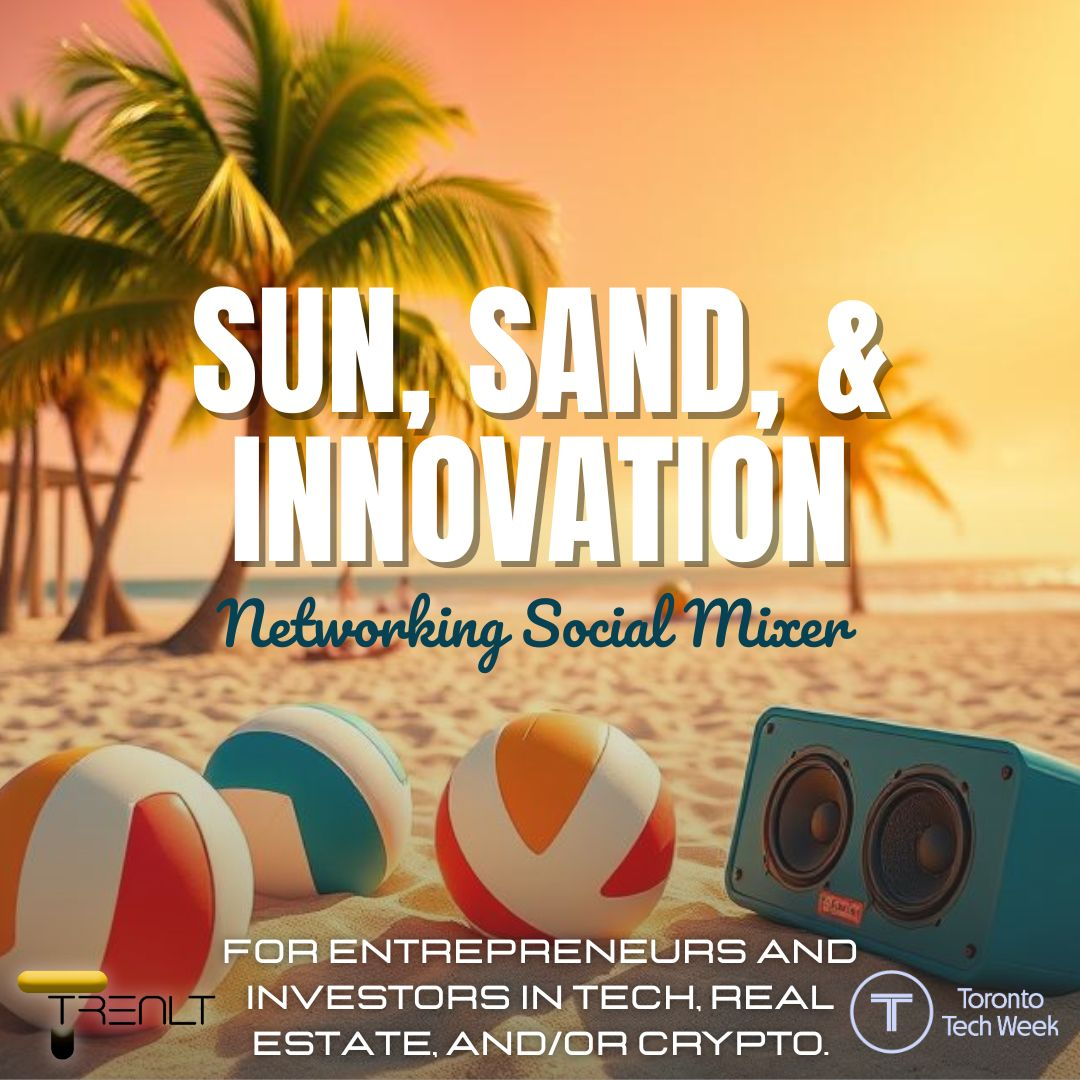 SUN, SAND, &
INNOVATION
Networking Social Mixer
FOR ENTREPRENEURS AND
INVESTORS IN TECH, REAL
ESTATE, AND/OR CRYPTO.
TREALT
Toronto
Tech Week